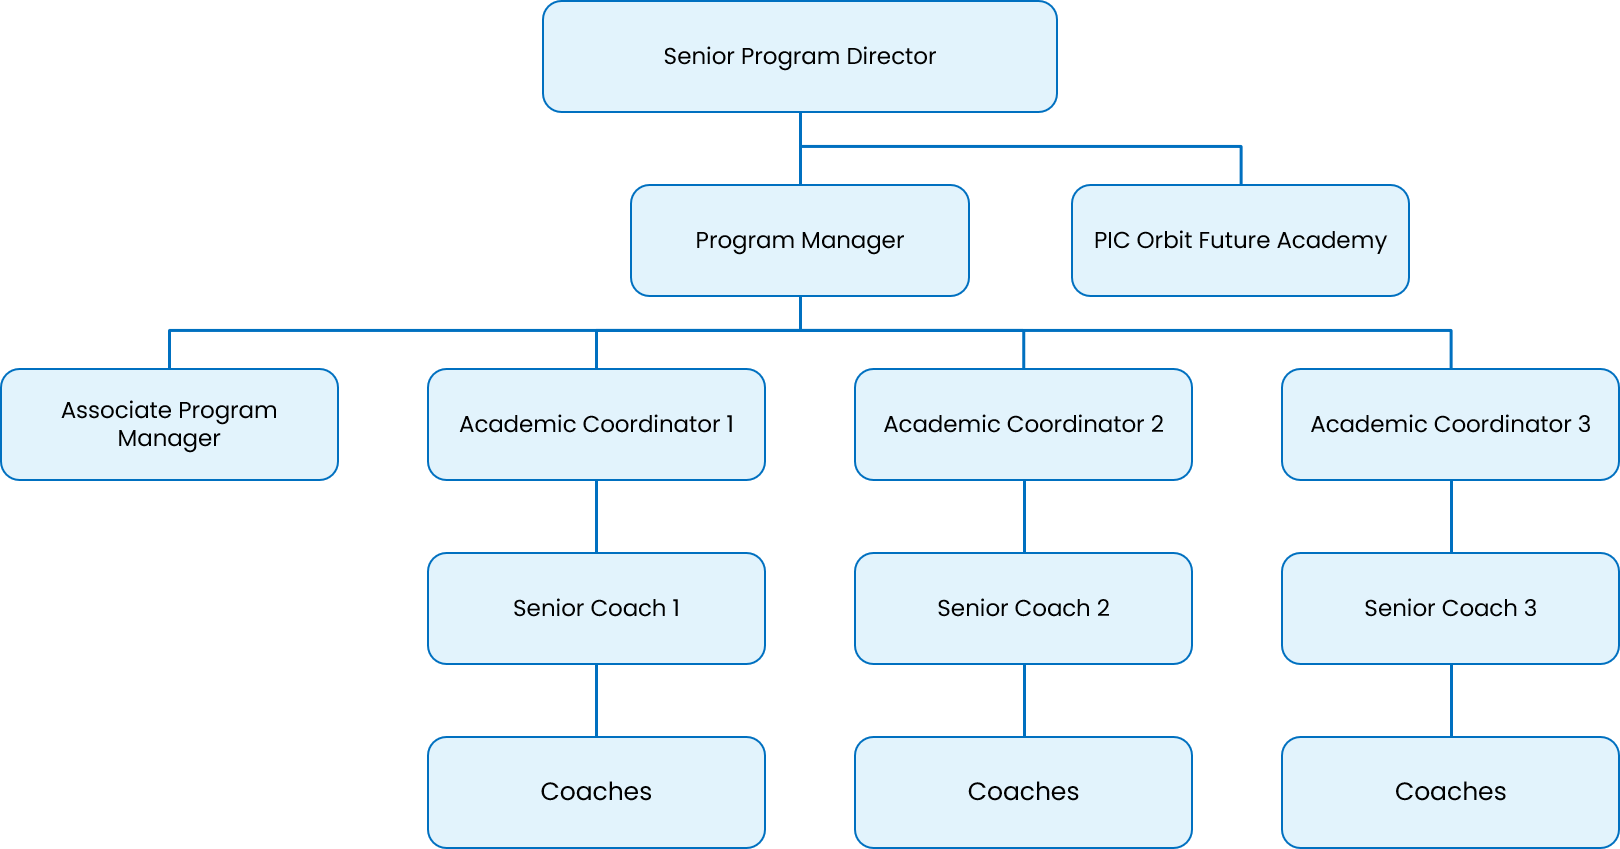 Senior Program Director
Program Manager
PIC Orbit Future Academy
Associate Program
Manager
Academic Coordinator 1
Academic Coordinator 2
Academic Coordinator 3
Senior Coach 1
Senior Coach 2
Senior Coach 3
Coaches
Coaches
Coaches